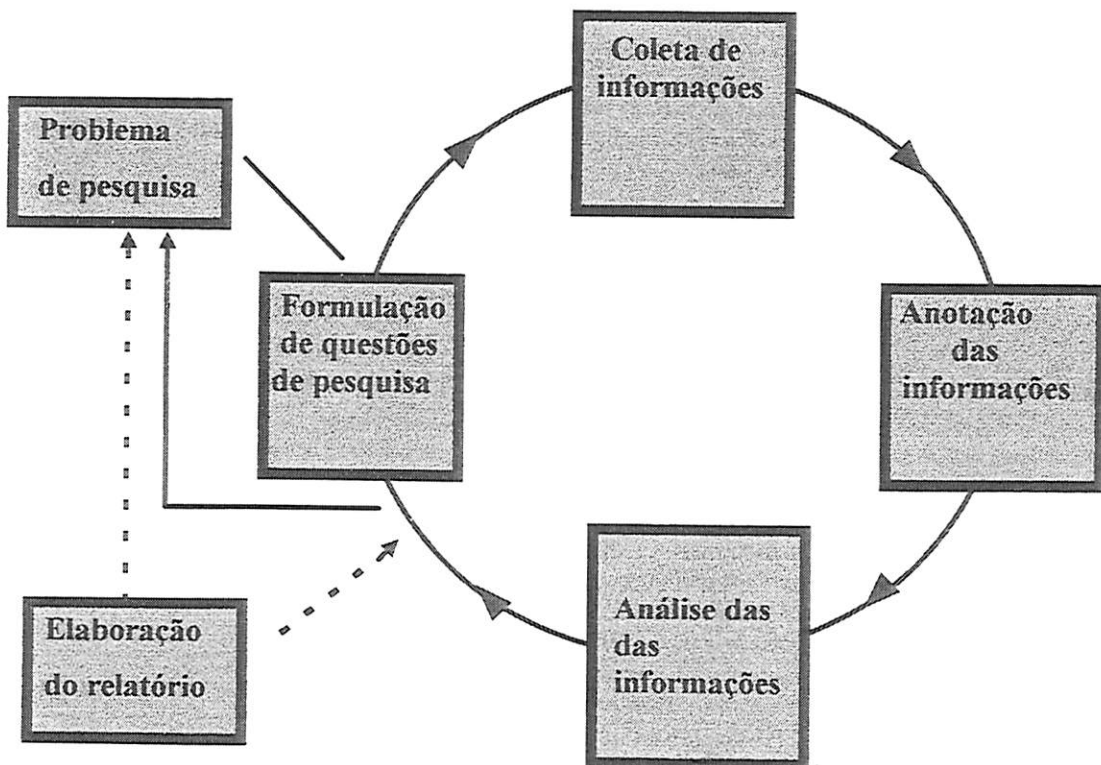 Coleta de
informações
Problema
de pesquisa
Formulação
de questões
de pesquisa
Anotação
das
informações
Análise das
das
informações
Elaboração
do relatório